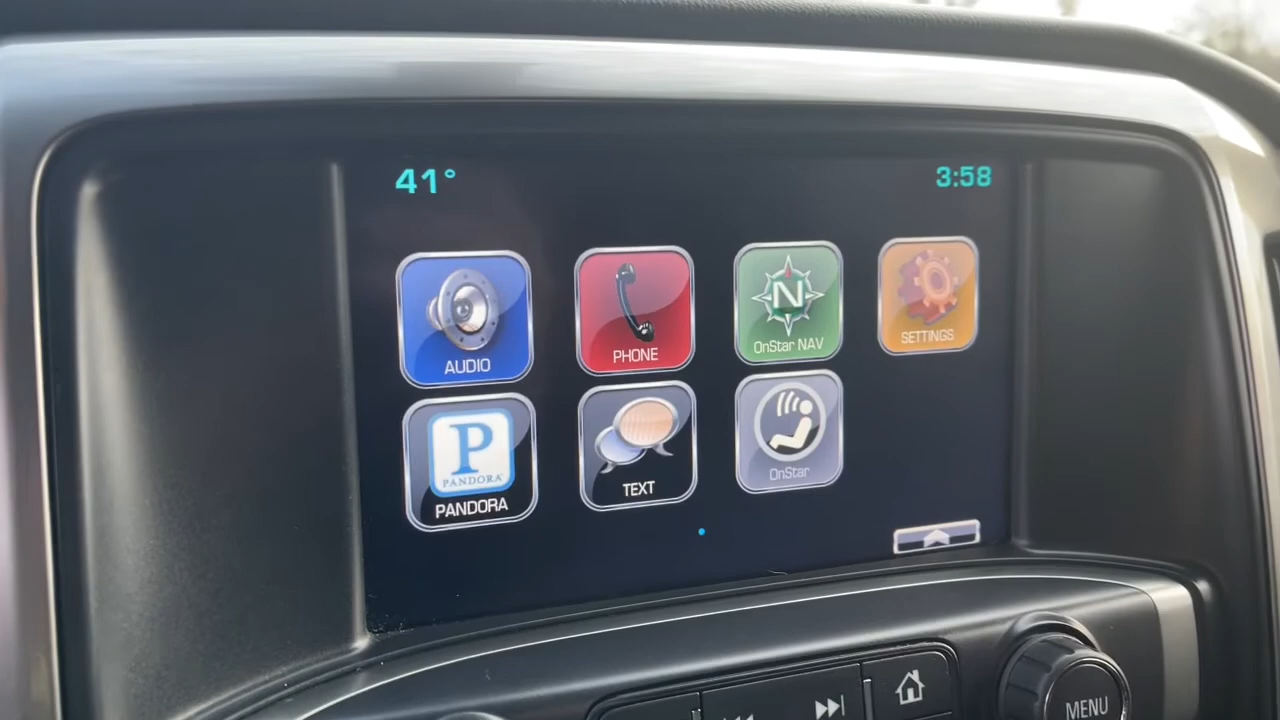 41° 3:58
AUDIO
PHONE
OnStar NAV
SETTINGS
P
PANDORA
PANDORA
TEXT
OnStar
MENU